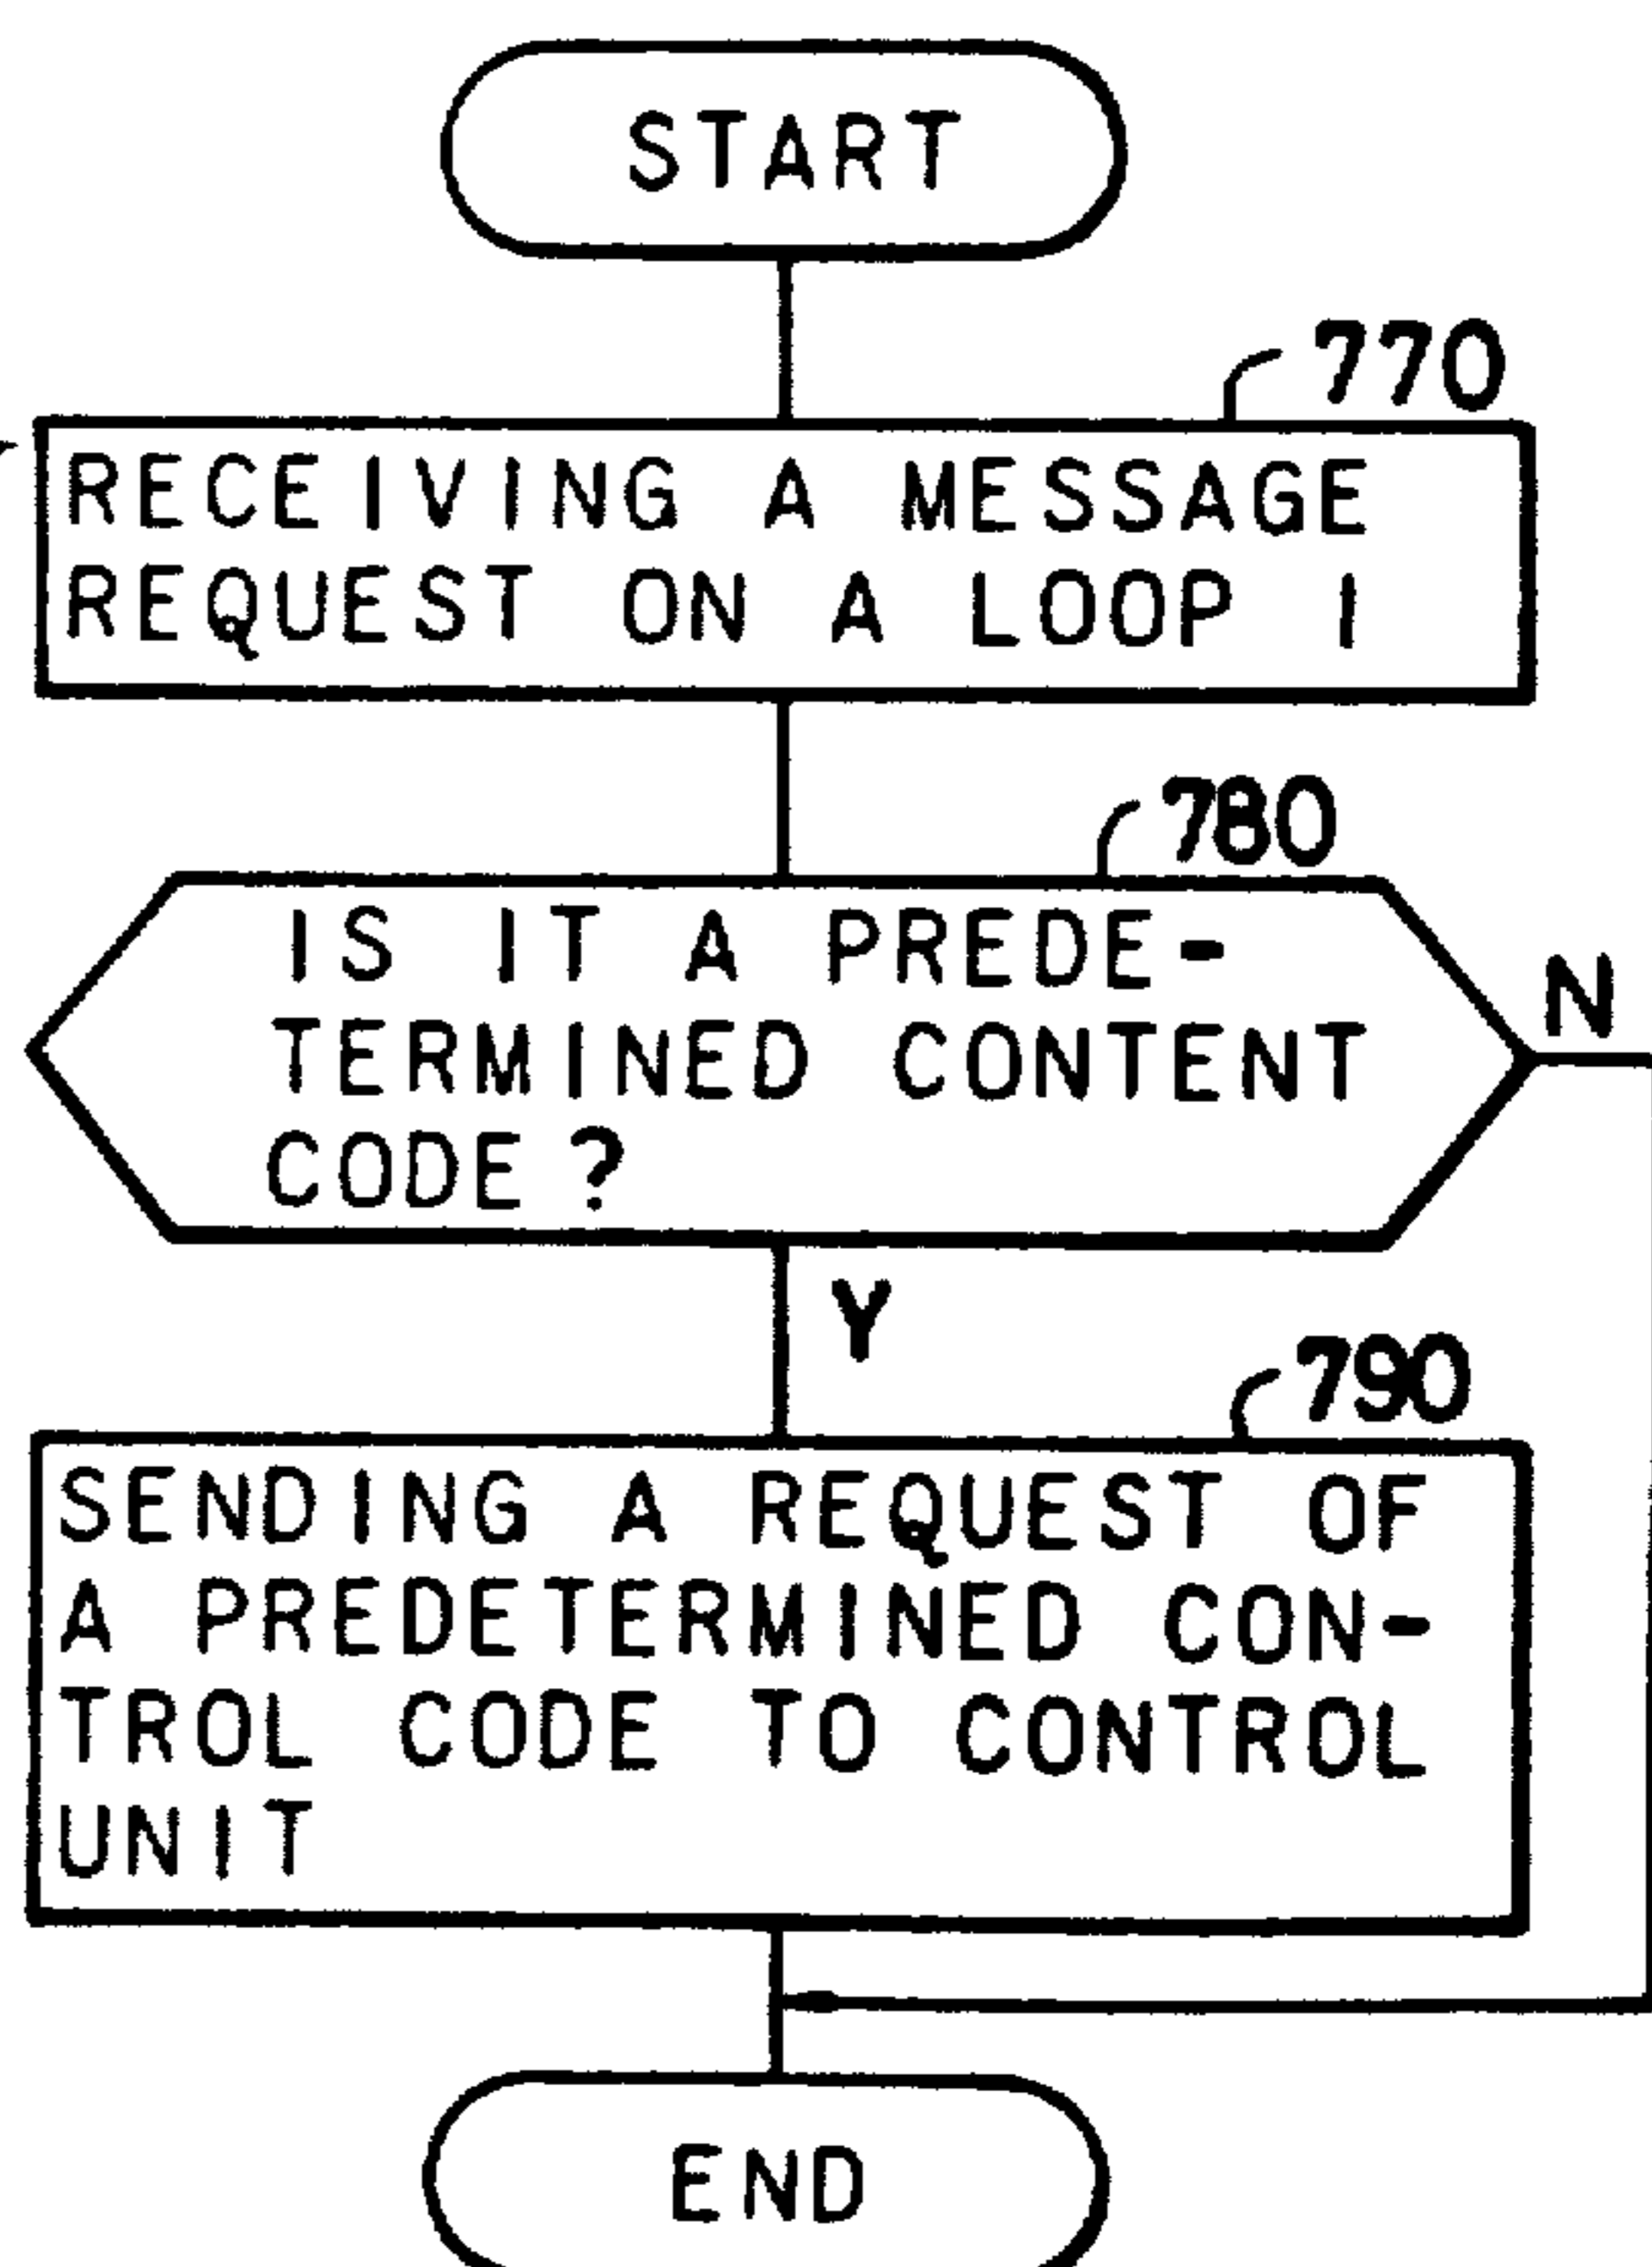 START
770
RECEIVING A MESSAGE
REQUEST ON A LOOP 1
780
IS IT A PREDE-
TERMINED CONTENT
CODE?
N
Y
790
SENDING A REQUEST OF
A PREDETERMINED CON-
TROL CODE TO CONTROL
UNIT
END